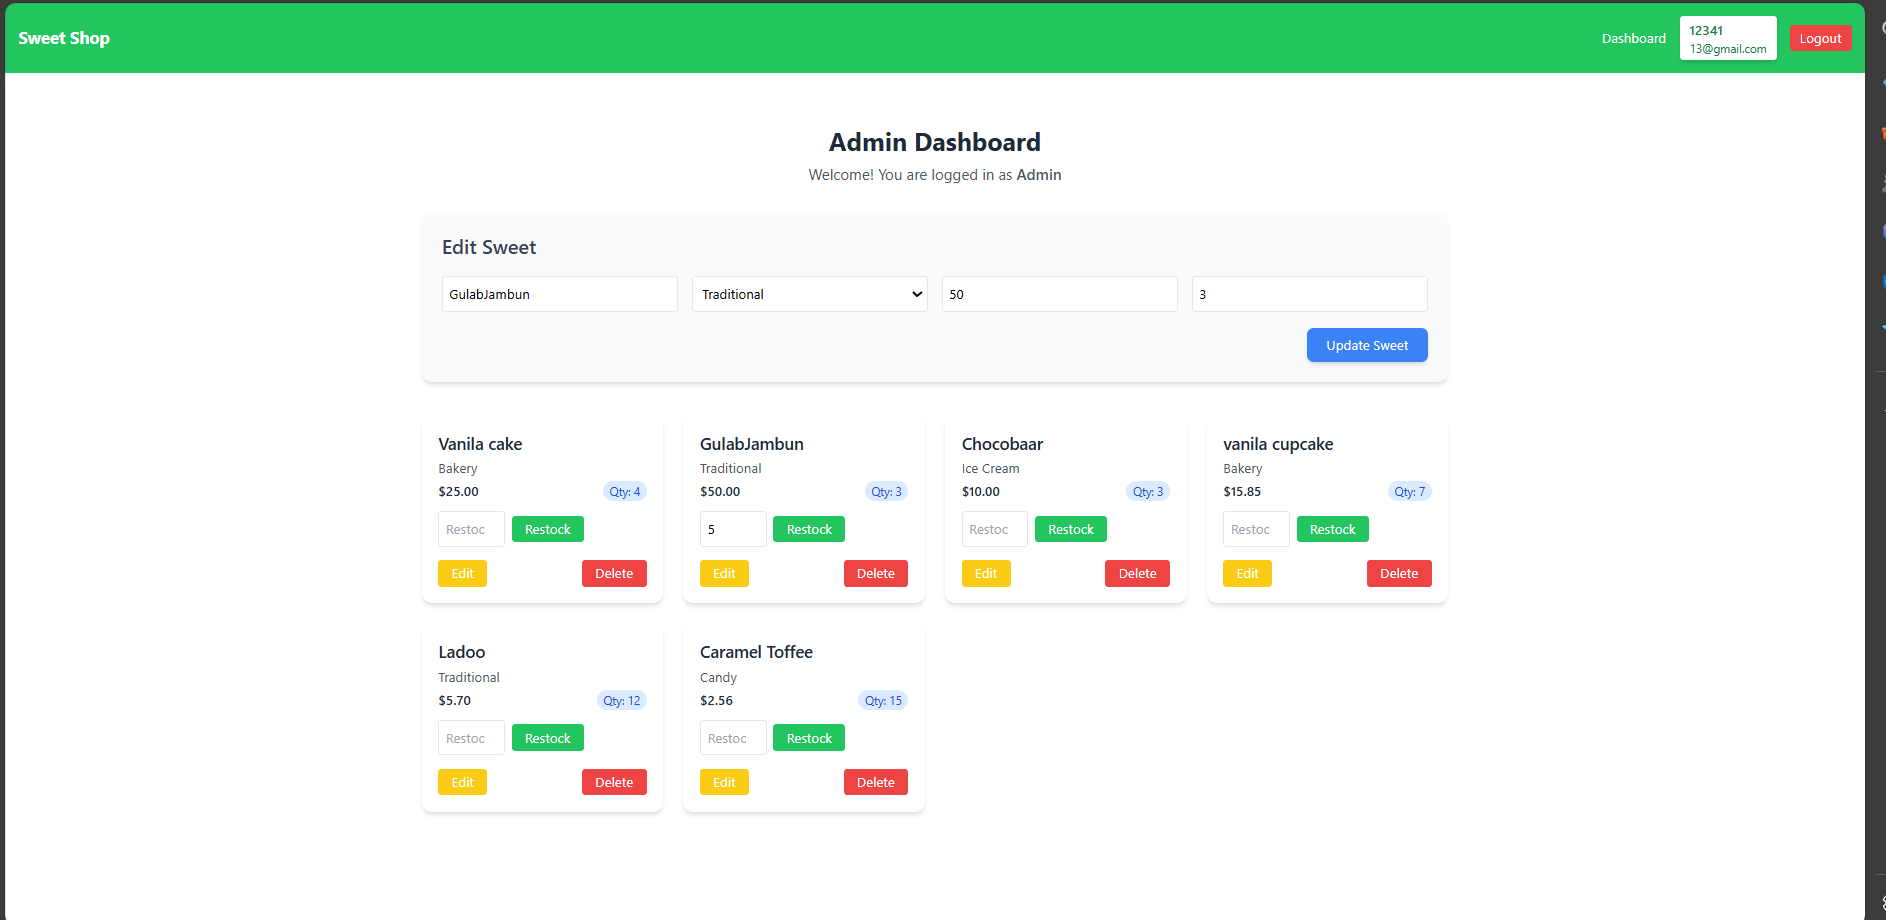 Sweet Shop
Dashboard
12341
13@gmail.com
Logout
Admin Dashboard
Welcome! You are logged in as Admin
Edit Sweet
GulabJambun
Traditional
50
3
Update Sweet
Vanila cake
Bakery
$25.00
Qty: 4
Restoc
Restock
Edit
Delete
GulabJambun
Traditional
$50.00
Qty: 3
5
Restock
Edit
Delete
Chocobaar
Ice Cream
$10.00
Qty: 3
Restoc
Restock
Edit
Delete
vanila cupcake
Bakery
$15.85
Qty: 7
Restoc
Restock
Edit
Delete
Ladoo
Traditional
$5.70
Qty: 12
Restoc
Restock
Edit
Delete
Caramel Toffee
Candy
$2.56
Qty: 15
Restoc
Restock
Edit
Delete